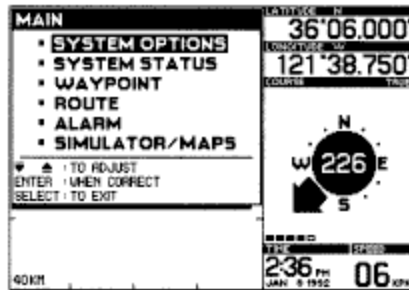 MAIN
SYSTEM OPTIONS
SYSTEM STATUS
WAYPOINT
ROUTE
ALARM
SIMULATOR/MAPS
: TO ADJUST
ENTER : WHEN CORRECT
SELECT : TO EXIT
40KM
LATITUDE N
36°06.000'
LONGITUDE W
121°38.750'
COURSE TRUE
N
W 226 E
S
TIME SPEED
2:36 PM 06 KPH
JAN 8 1992